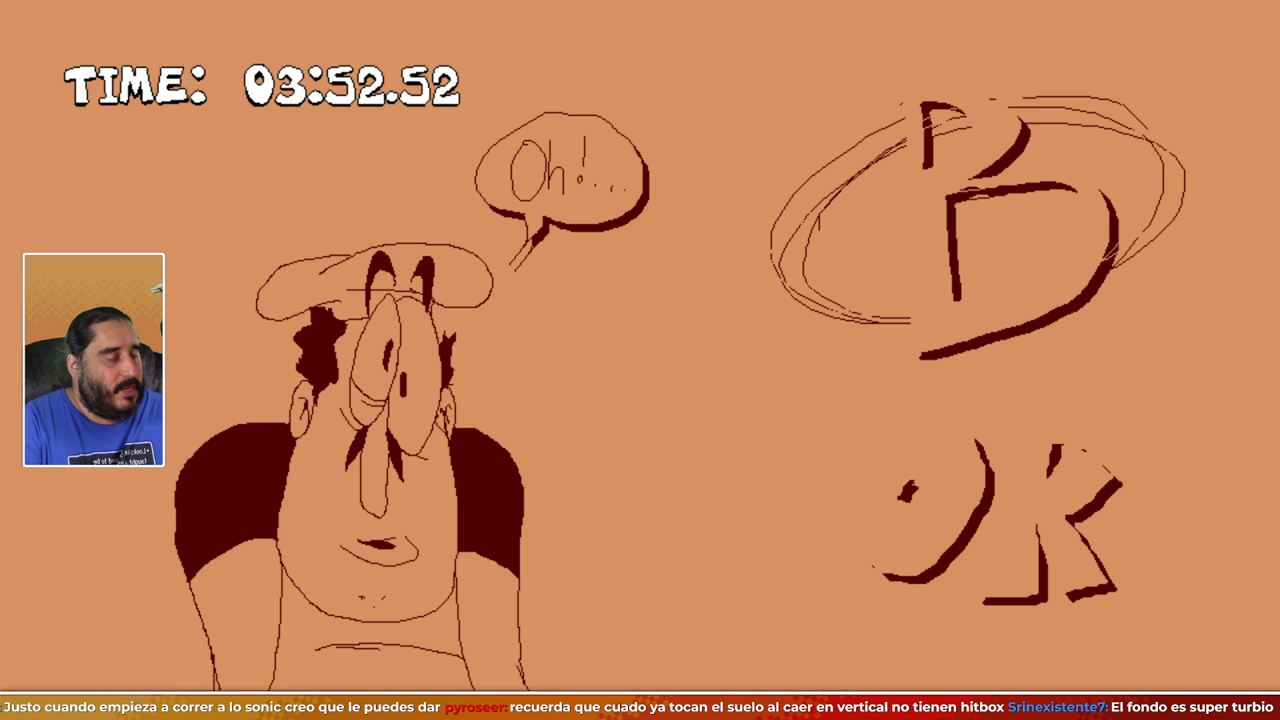 TIME: 03:52.52
Oh!...
D
OK
Justo cuando empieza a correr a lo sonic creo que le puedes dar pyroseer: recuerda que cuado ya tocan el suelo al caer en vertical no tienen hitbox Srinexistente7: El fondo es super turbio